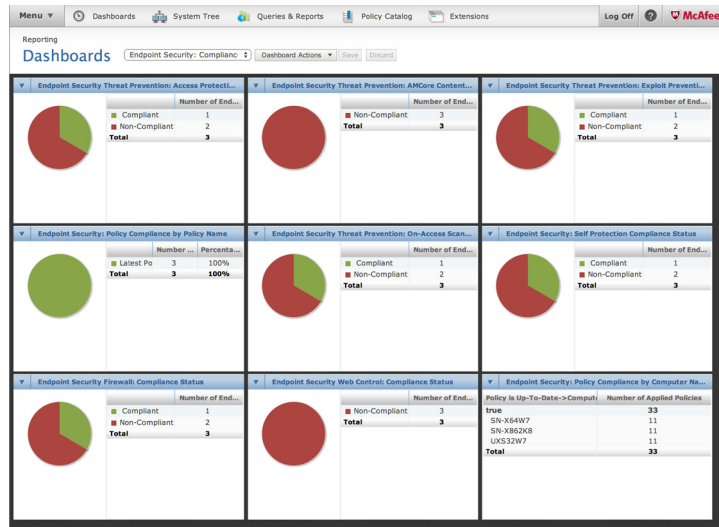 Menu ▼ Dashboards System Tree Queries & Reports Policy Catalog Extensions Log Off ? McAfee
Reporting
Dashboards Endpoint Security: Complianc Dashboard Actions ▼ Save Discard
Endpoint Security Threat Prevention: Access Protecti...
Number of End...
Compliant 1
Non-Compliant 2
Total 3
Endpoint Security Threat Prevention: AMCore Content...
Number of End...
Non-Compliant 3
Total 3
Endpoint Security Threat Prevention: Exploit Preventi...
Number of End...
Compliant 1
Non-Compliant 2
Total 3
Endpoint Security: Policy Compliance by Policy Name
Number ... Percenta...
Latest Po 3 100%
Total 3 100%
Endpoint Security Threat Prevention: On-Access Scan...
Number of End...
Compliant 1
Non-Compliant 2
Total 3
Endpoint Security: Self Protection Compliance Status
Number of End...
Compliant 1
Non-Compliant 2
Total 3
Endpoint Security Firewall: Compliance Status
Number of End...
Compliant 1
Non-Compliant 2
Total 3
Endpoint Security Web Control: Compliance Status
Number of End...
Non-Compliant 3
Total 3
Endpoint Security: Policy Compliance by Computer Na...
Policy is Up-To-Date->Compute Number of Applied Policies
true 33
SN-X64W7 11
SN-X862K8 11
UXS32W7 11
Total 33